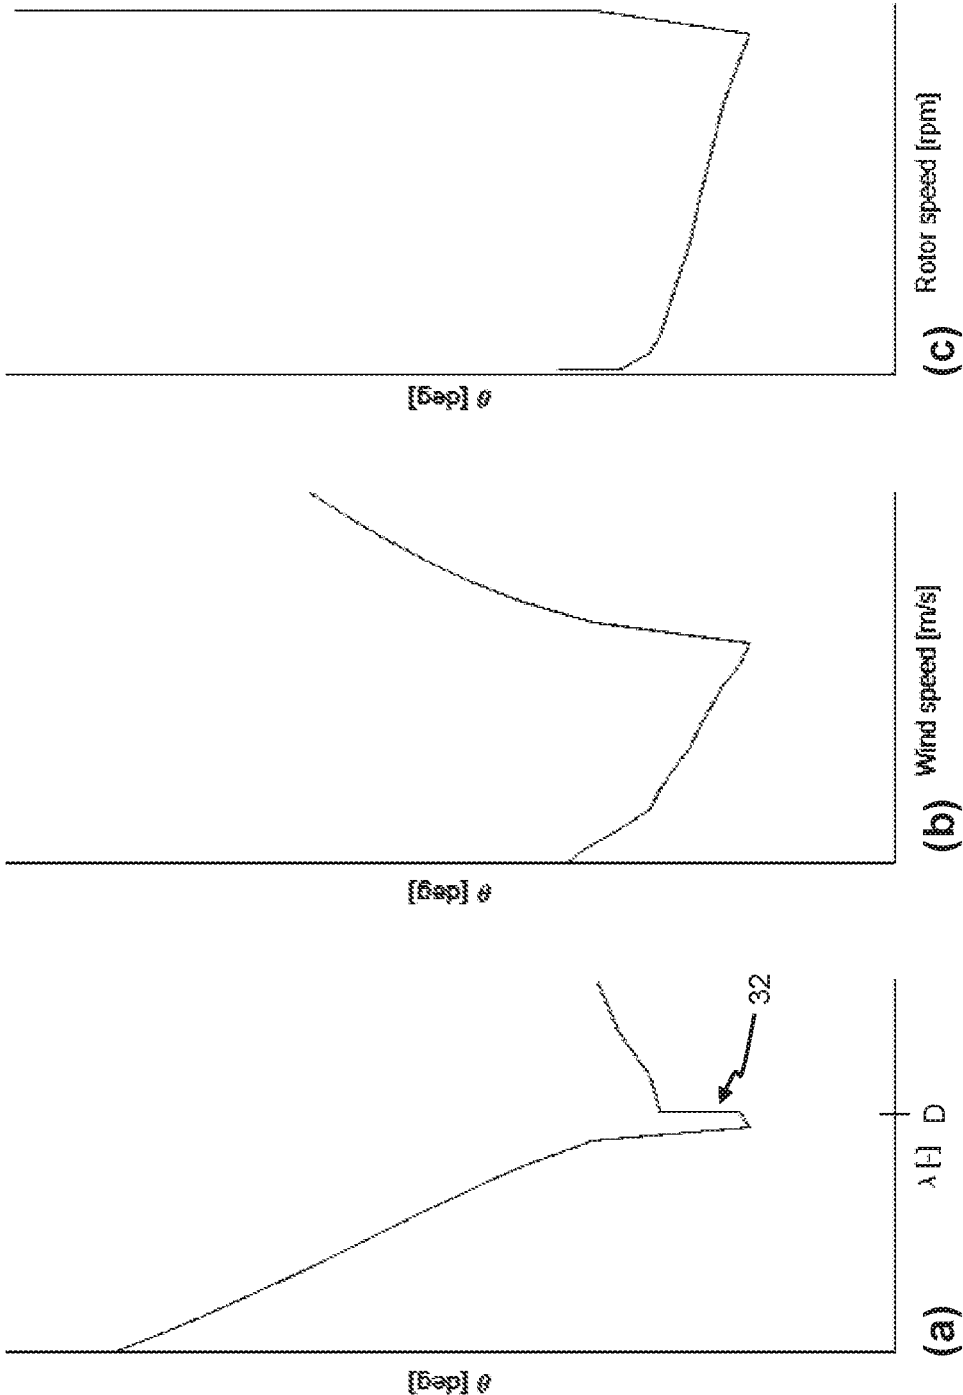 θ [deg]
32
λ [-]
D
(a)
θ [deg]
Wind speed [m/s]
(b)
θ [deg]
Rotor speed [rpm]
(c)